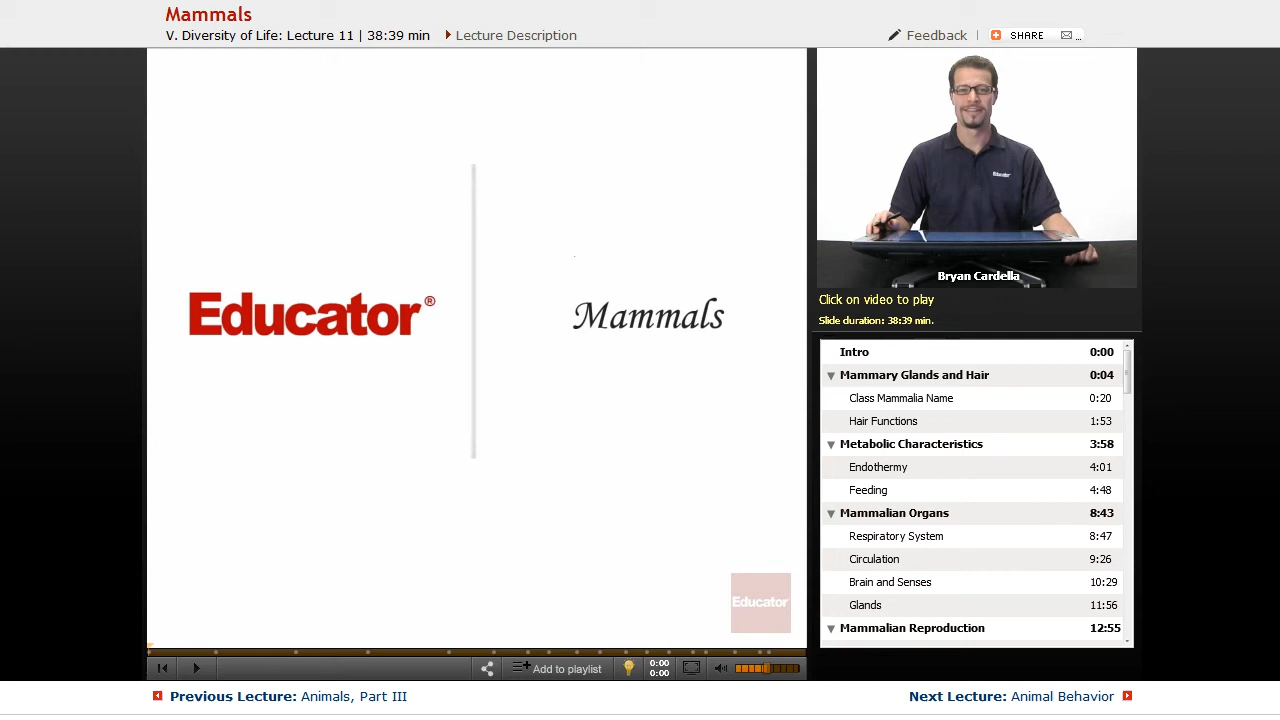 Mammals
V. Diversity of Life: Lecture 11 | 38:39 min
Lecture Description
Feedback
SHARE
...
Educator®
Mammals
Educator
Educator
Bryan Cardella
Click on video to play
Slide duration: 38:39 min.
Intro 0:00
Mammary Glands and Hair 0:04
Class Mammalia Name 0:20
Hair Functions 1:53
Metabolic Characteristics 3:58
Endothermy 4:01
Feeding 4:48
Mammalian Organs 8:43
Respiratory System 8:47
Circulation 9:26
Brain and Senses 10:29
Glands 11:56
Mammalian Reproduction 12:55
Add to playlist
0:00
0:00
Previous Lecture: Animals, Part III
Next Lecture: Animal Behavior